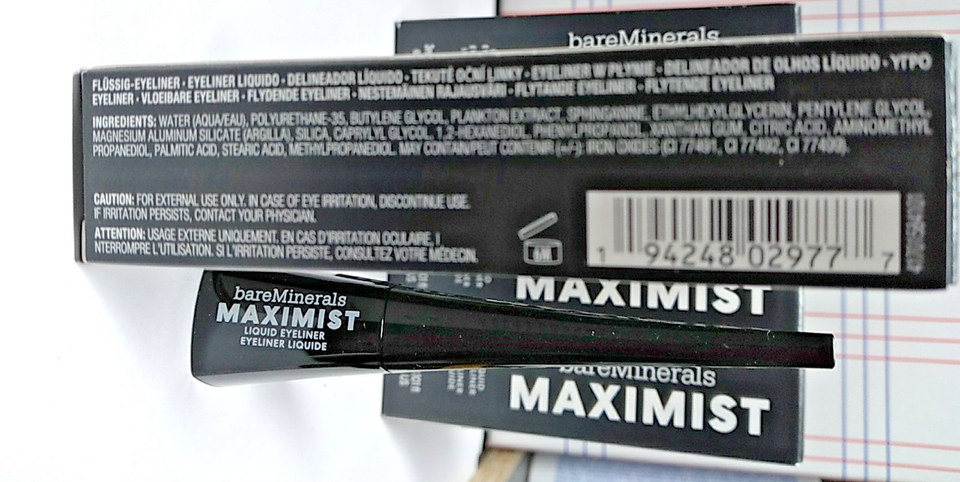 bareMinerals
FLÜSSIG-EYELINER • EYELINER LIQUIDO • DELINEADOR LÍQUIDO • TEKUTÉ OČNÍ LINKY • EYELINER W PŁYNIE • DELINEADOR DE OLHOS LÍQUIDO • ΥΓΡΟ
EYELINER • VLOEIBARE EYELINER • FLYDENDE EYELINER • NESTEMÄINEN RAJAUSVÄRI • FLYTANDE EYELINER • FLYTENDE EYELINER
INGREDIENTS: WATER (AQUA/EAU), POLYURETHANE-35, BUTYLENE GLYCOL, PLANKTON EXTRACT, SPHINGANINE, ETHYLHEXYLGLYCERIN, PENTYLENE GLYCOL,
MAGNESIUM ALUMINUM SILICATE (ARGILLA), SILICA, CAPRYLYL GLYCOL, 1,2-HEXANEDIOL, PHENYLPROPANOL, XANTHAN GUM, CITRIC ACID, AMINOMETHYL
PROPANEDIOL, PALMITIC ACID, STEARIC ACID, METHYLPROPANEDIOL. MAY CONTAIN/PEUT CONTENIR (+/-): IRON OXIDES (CI 77491, CI 77492, CI 77499).
CAUTION: FOR EXTERNAL USE ONLY. IN CASE OF EYE IRRITATION, DISCONTINUE USE.
IF IRRITATION PERSISTS, CONTACT YOUR PHYSICIAN.
ATTENTION: USAGE EXTERNE UNIQUEMENT. EN CAS D'IRRITATION OCULAIRE, I
NTERROMPRE L'UTILISATION. SI L'IRRITATION PERSISTE, CONSULTEZ VOTRE MÉDECIN.
1 94248 02977 7
MAXIMIST
bareMinerals
MAXIMIST
LIQUID EYELINER
EYELINER LIQUIDE
bareMinerals
MAXIMIST